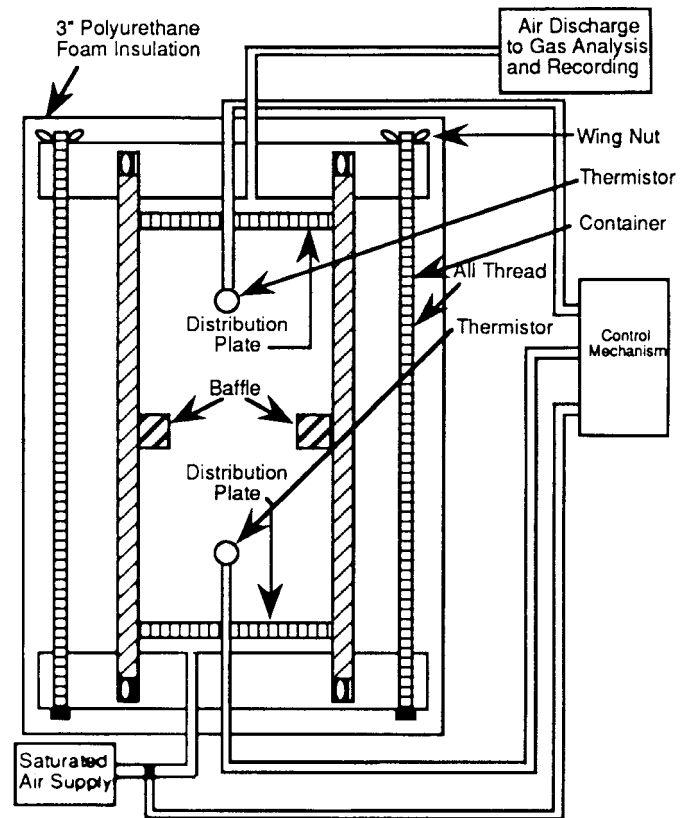 3" Polyurethane
Foam Insulation
Air Discharge
to Gas Analysis
and Recording
Wing Nut
Thermistor
Container
All Thread
Thermistor
Control
Mechanism
Distribution
Plate
Baffle
Distribution
Plate
Saturated
Air Supply